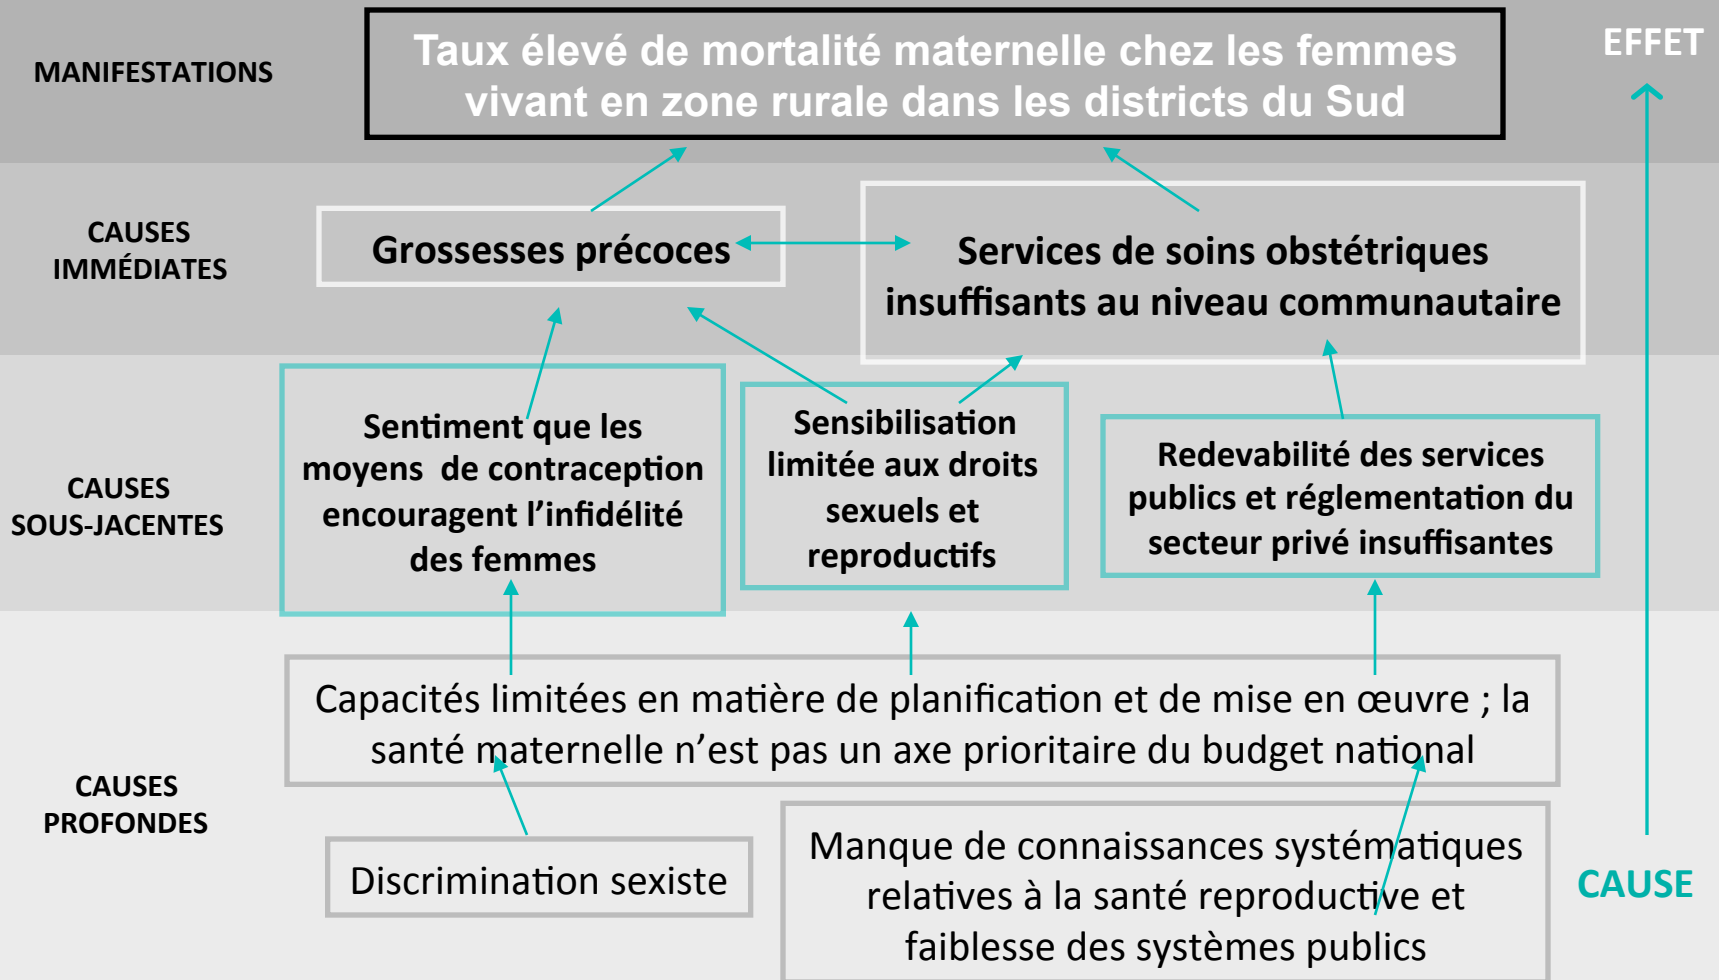 MANIFESTATIONS
Taux élevé de mortalité maternelle chez les femmes
vivant en zone rurale dans les districts du Sud
EFFET
CAUSES
IMMÉDIATES
Grossesses précoces
Services de soins obstétriques
insuffisants au niveau communautaire
CAUSES
SOUS-JACENTES
Sentiment que les
moyens de contraception
encouragent l’infidélité
des femmes
Sensibilisation
limitée aux droits
sexuels et
reproductifs
Redevabilité des services
publics et réglementation du
secteur privé insuffisantes
CAUSES
PROFONDES
Capacités limitées en matière de planification et de mise en œuvre ; la
santé maternelle n’est pas un axe prioritaire du budget national
Discrimination sexiste
Manque de connaissances systématiques
relatives à la santé reproductive et
faiblesse des systèmes publics
CAUSE